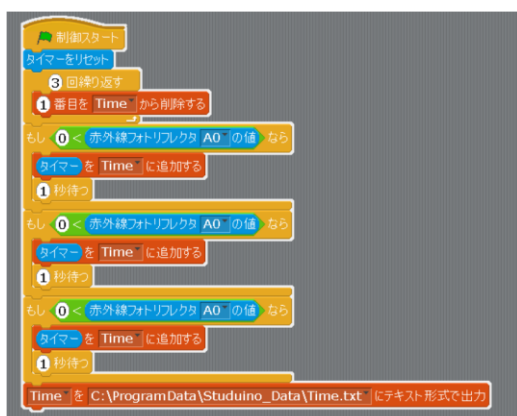 制御スタート
タイマーをリセット
3 回繰り返す
1 番目を Time から削除する
もし 0 < 赤外線フォトリフレクタ A0 の値 なら
タイマー を Time に追加する
1 秒待つ
もし 0 < 赤外線フォトリフレクタ A0 の値 なら
タイマー を Time に追加する
1 秒待つ
もし 0 < 赤外線フォトリフレクタ A0 の値 なら
タイマー を Time に追加する
1 秒待つ
Time を C:\ProgramData\Studuino_Data\Time.txt にテキスト形式で出力